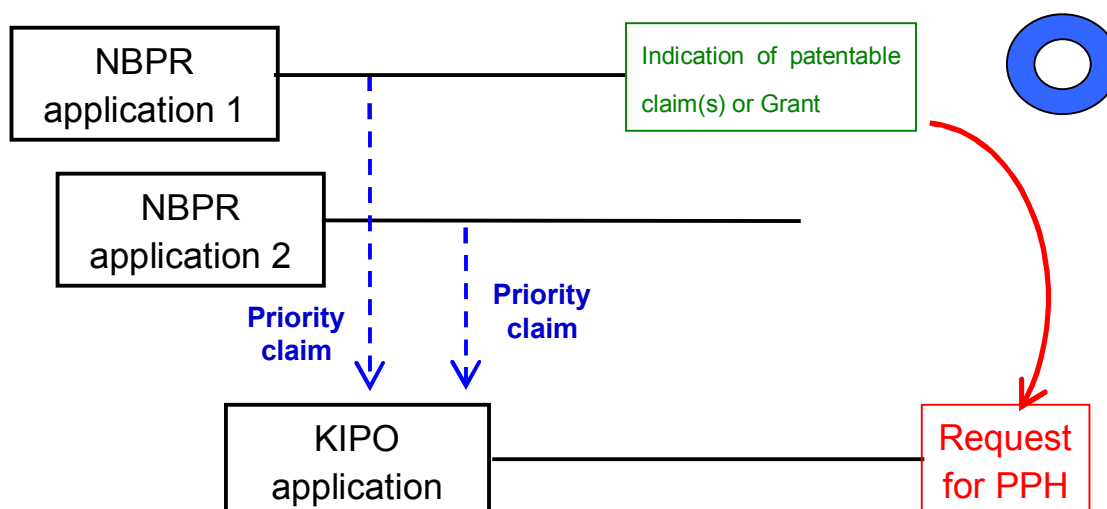 NBPR
application 1
Indication of patentable
claim(s) or Grant
NBPR
application 2
Priority
claim
Priority
claim
KIPO
application
Request
for PPH